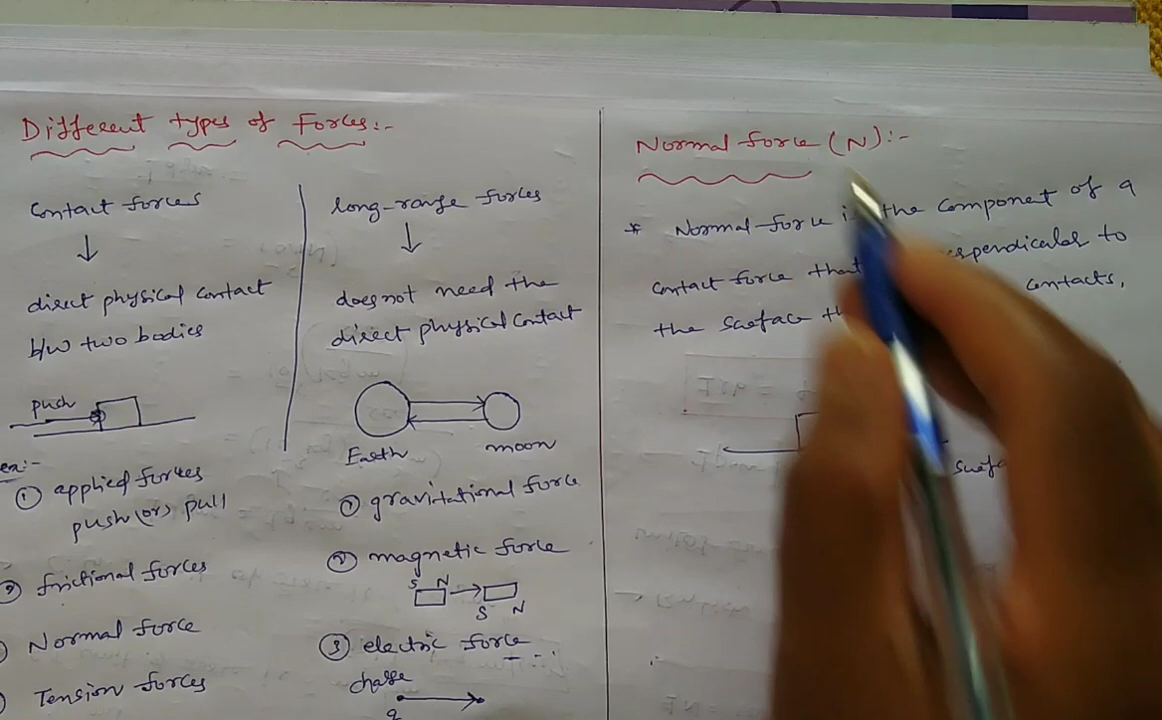 Different types of Forces:-
Contact forces
direct physical contact
b/w two bodies
push
ex:-
① applied forces
push (or) pull
② frictional forces
Normal force
Tension forces
long-range forces
does not need the
direct physical contact
Earth moon
① gravitational force
② magnetic force
S N
S N
③ electric force
charge
q
Normal force (N):-
* Normal force is the component of a
contact force that perpendicular to
the surface contacts,